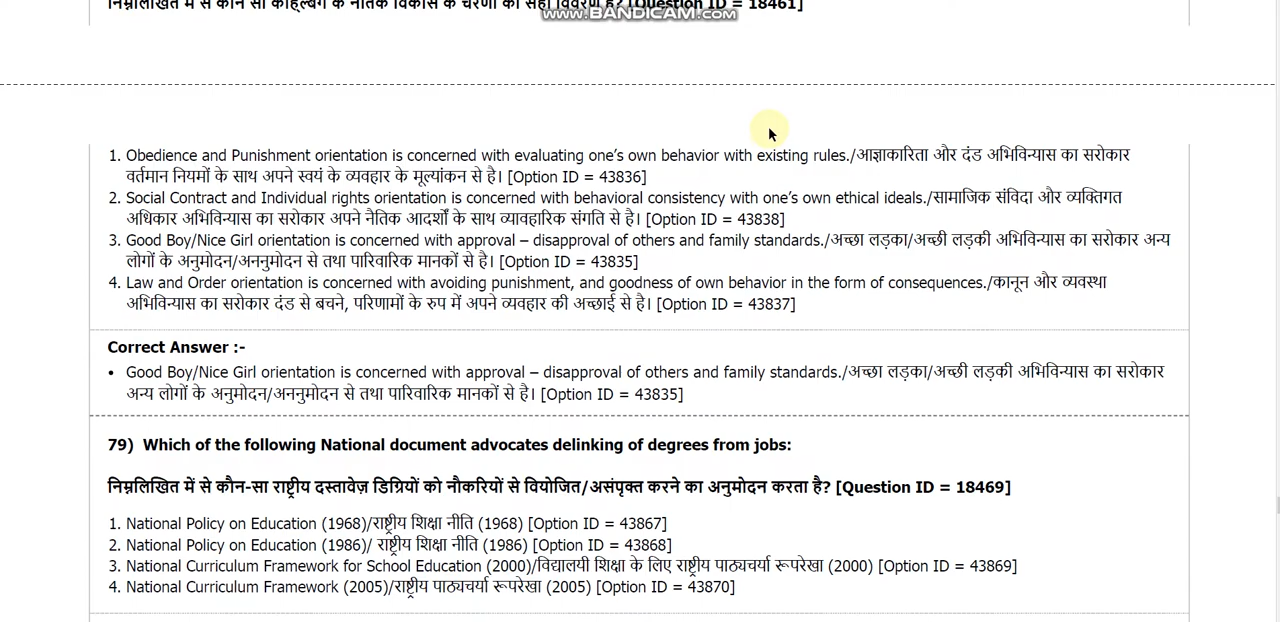 निम्नलिखित में से कौन सा कोहल्बर्ग के नैतिक विकास के चरणों का सही विवरण है? [Question ID = 18461]
www.BANDICAM.com
1. Obedience and Punishment orientation is concerned with evaluating one's own behavior with existing rules./आज्ञाकारिता और दंड अभिविन्यास का सरोकार
वर्तमान नियमों के साथ अपने स्वयं के व्यवहार के मूल्यांकन से है। [Option ID = 43836]
2. Social Contract and Individual rights orientation is concerned with behavioral consistency with one's own ethical ideals./सामाजिक संविदा और व्यक्तिगत
अधिकार अभिविन्यास का सरोकार अपने नैतिक आदर्शों के साथ व्यावहारिक संगति से है। [Option ID = 43838]
3. Good Boy/Nice Girl orientation is concerned with approval – disapproval of others and family standards./अच्छा लड़का/अच्छी लड़की अभिविन्यास का सरोकार अन्य
लोगों के अनुमोदन/अननुमोदन से तथा पारिवारिक मानकों से है। [Option ID = 43835]
4. Law and Order orientation is concerned with avoiding punishment, and goodness of own behavior in the form of consequences./कानून और व्यवस्था
अभिविन्यास का सरोकार दंड से बचने, परिणामों के रुप में अपने व्यवहार की अच्छाई से है। [Option ID = 43837]
Correct Answer :-
• Good Boy/Nice Girl orientation is concerned with approval – disapproval of others and family standards./अच्छा लड़का/अच्छी लड़की अभिविन्यास का सरोकार
अन्य लोगों के अनुमोदन/अननुमोदन से तथा पारिवारिक मानकों से है। [Option ID = 43835]
79) Which of the following National document advocates delinking of degrees from jobs:
निम्नलिखित में से कौन-सा राष्ट्रीय दस्तावेज़ डिग्रियों को नौकरियों से वियोजित/असंपृक्त करने का अनुमोदन करता है? [Question ID = 18469]
1. National Policy on Education (1968)/राष्ट्रीय शिक्षा नीति (1968) [Option ID = 43867]
2. National Policy on Education (1986)/ राष्ट्रीय शिक्षा नीति (1986) [Option ID = 43868]
3. National Curriculum Framework for School Education (2000)/विद्यालयी शिक्षा के लिए राष्ट्रीय पाठ्यचर्या रूपरेखा (2000) [Option ID = 43869]
4. National Curriculum Framework (2005)/राष्ट्रीय पाठ्यचर्या रूपरेखा (2005) [Option ID = 43870]